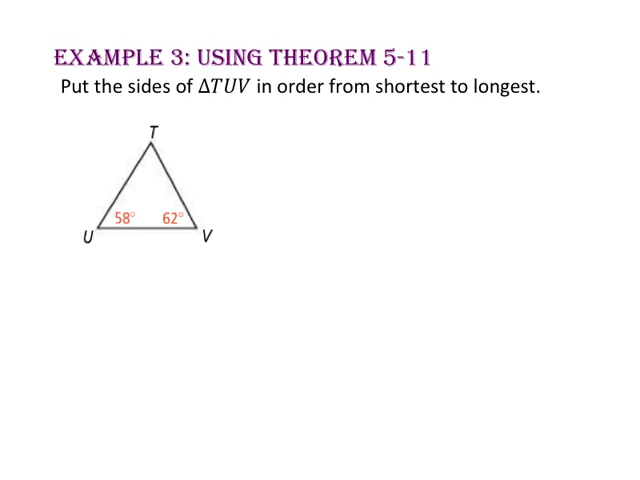 EXAMPLE 3: USING THEOREM 5-11
Put the sides of Δ𝑇𝑈𝑉 in order from shortest to longest.
T
58° 62°
U V